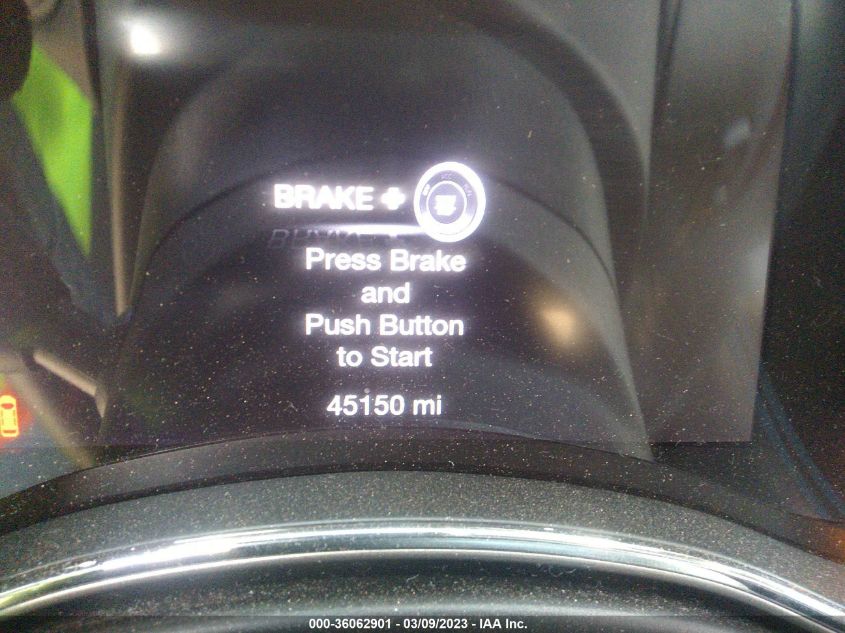 BRAKE +
Press Brake
and
Push Button
to Start
45150 mi
000-36062901 - 03/09/2023 - IAA Inc.